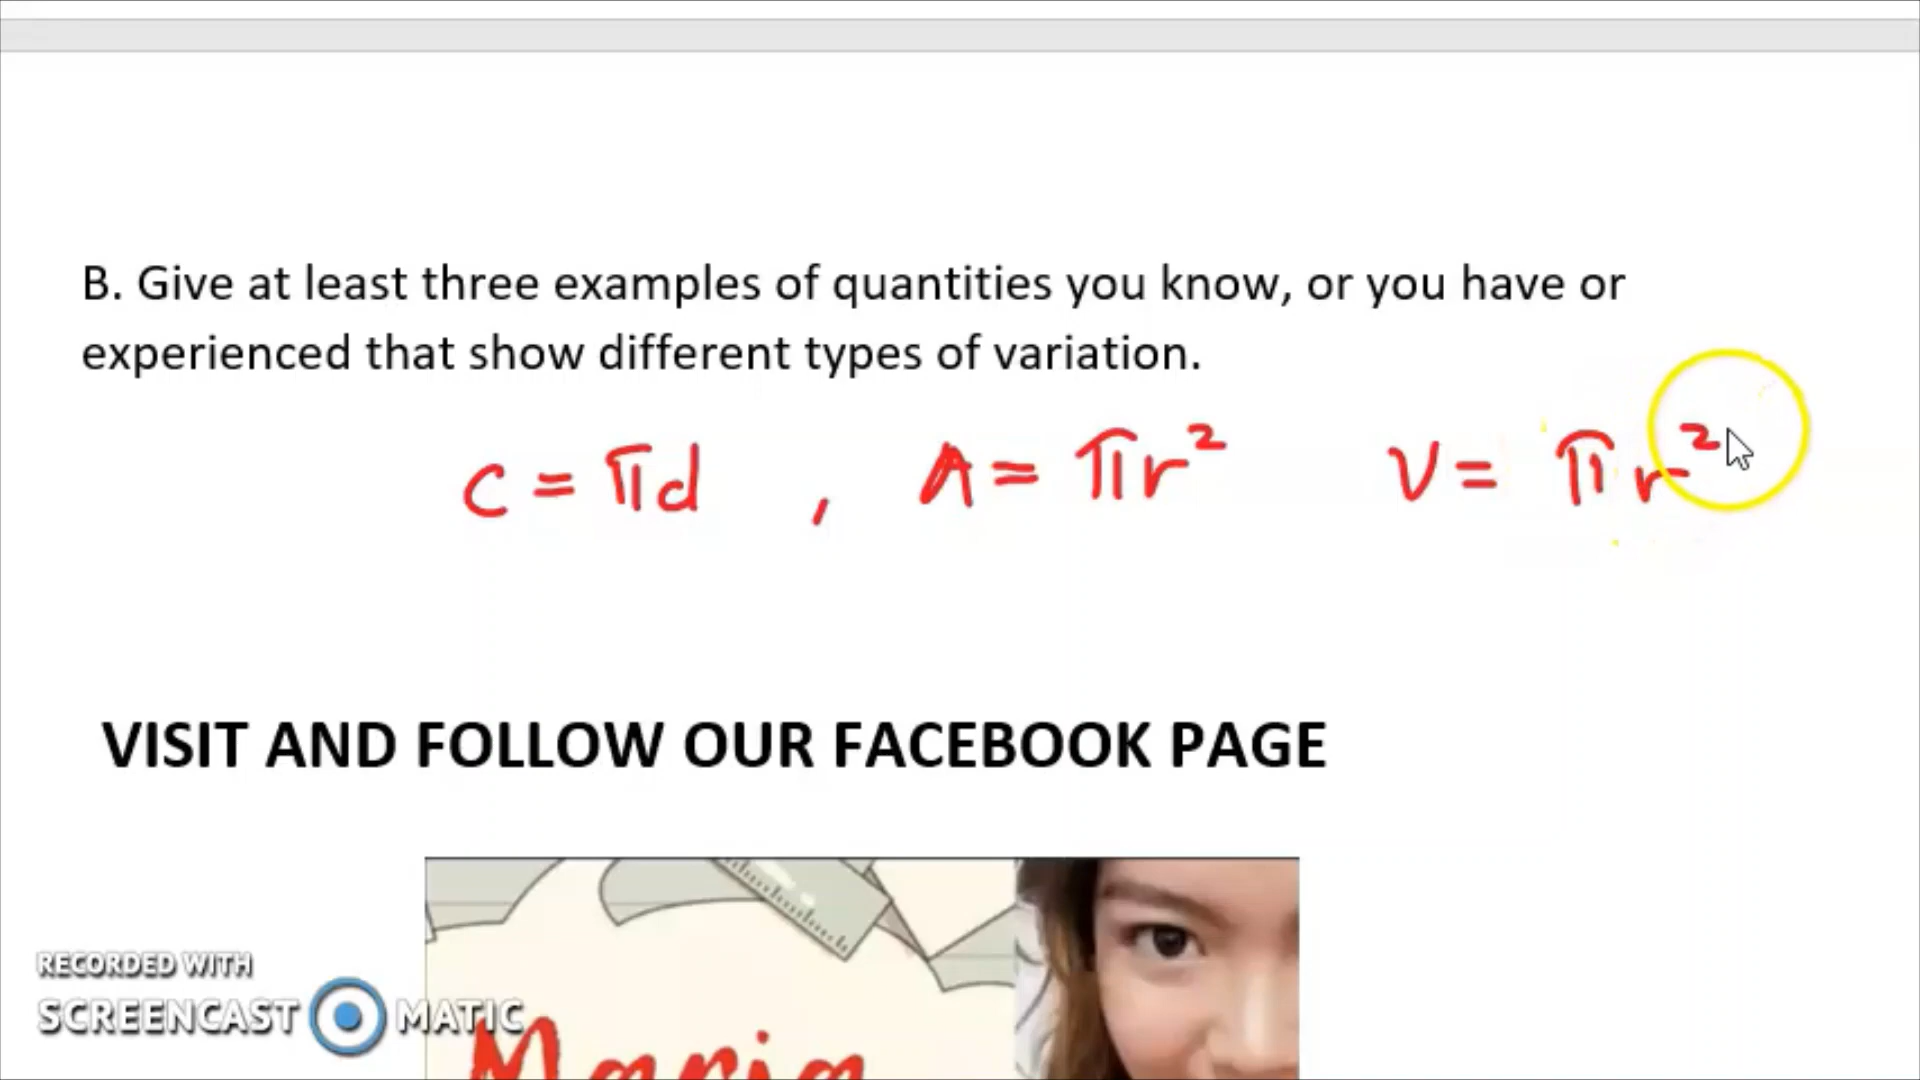 B. Give at least three examples of quantities you know, or you have or
experienced that show different types of variation.
C = πd , A = πr² V = πr²
VISIT AND FOLLOW OUR FACEBOOK PAGE
RECORDED WITH
SCREENCAST MATIC
Maria